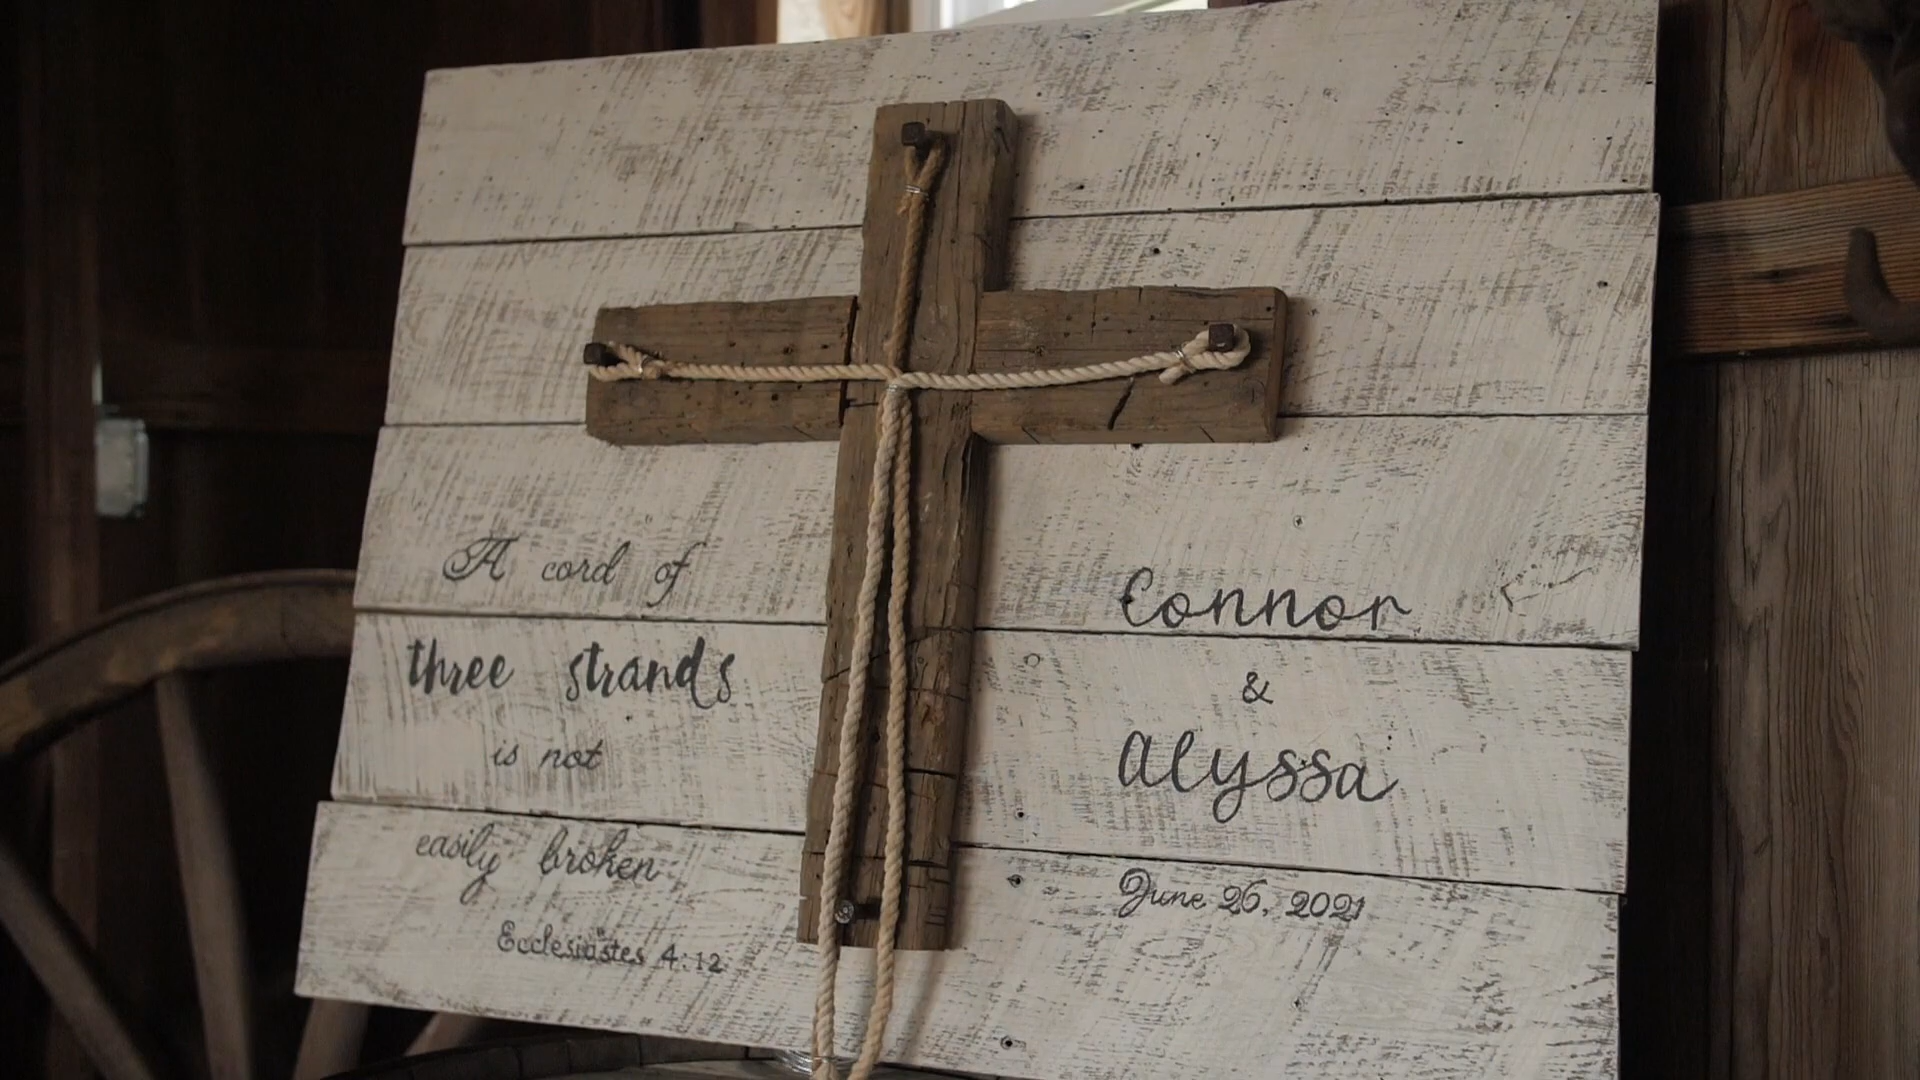 A cord of
three strands
is not
easily broken
Ecclesiastes 4:12
Connor
&
Alyssa
June 26, 2021